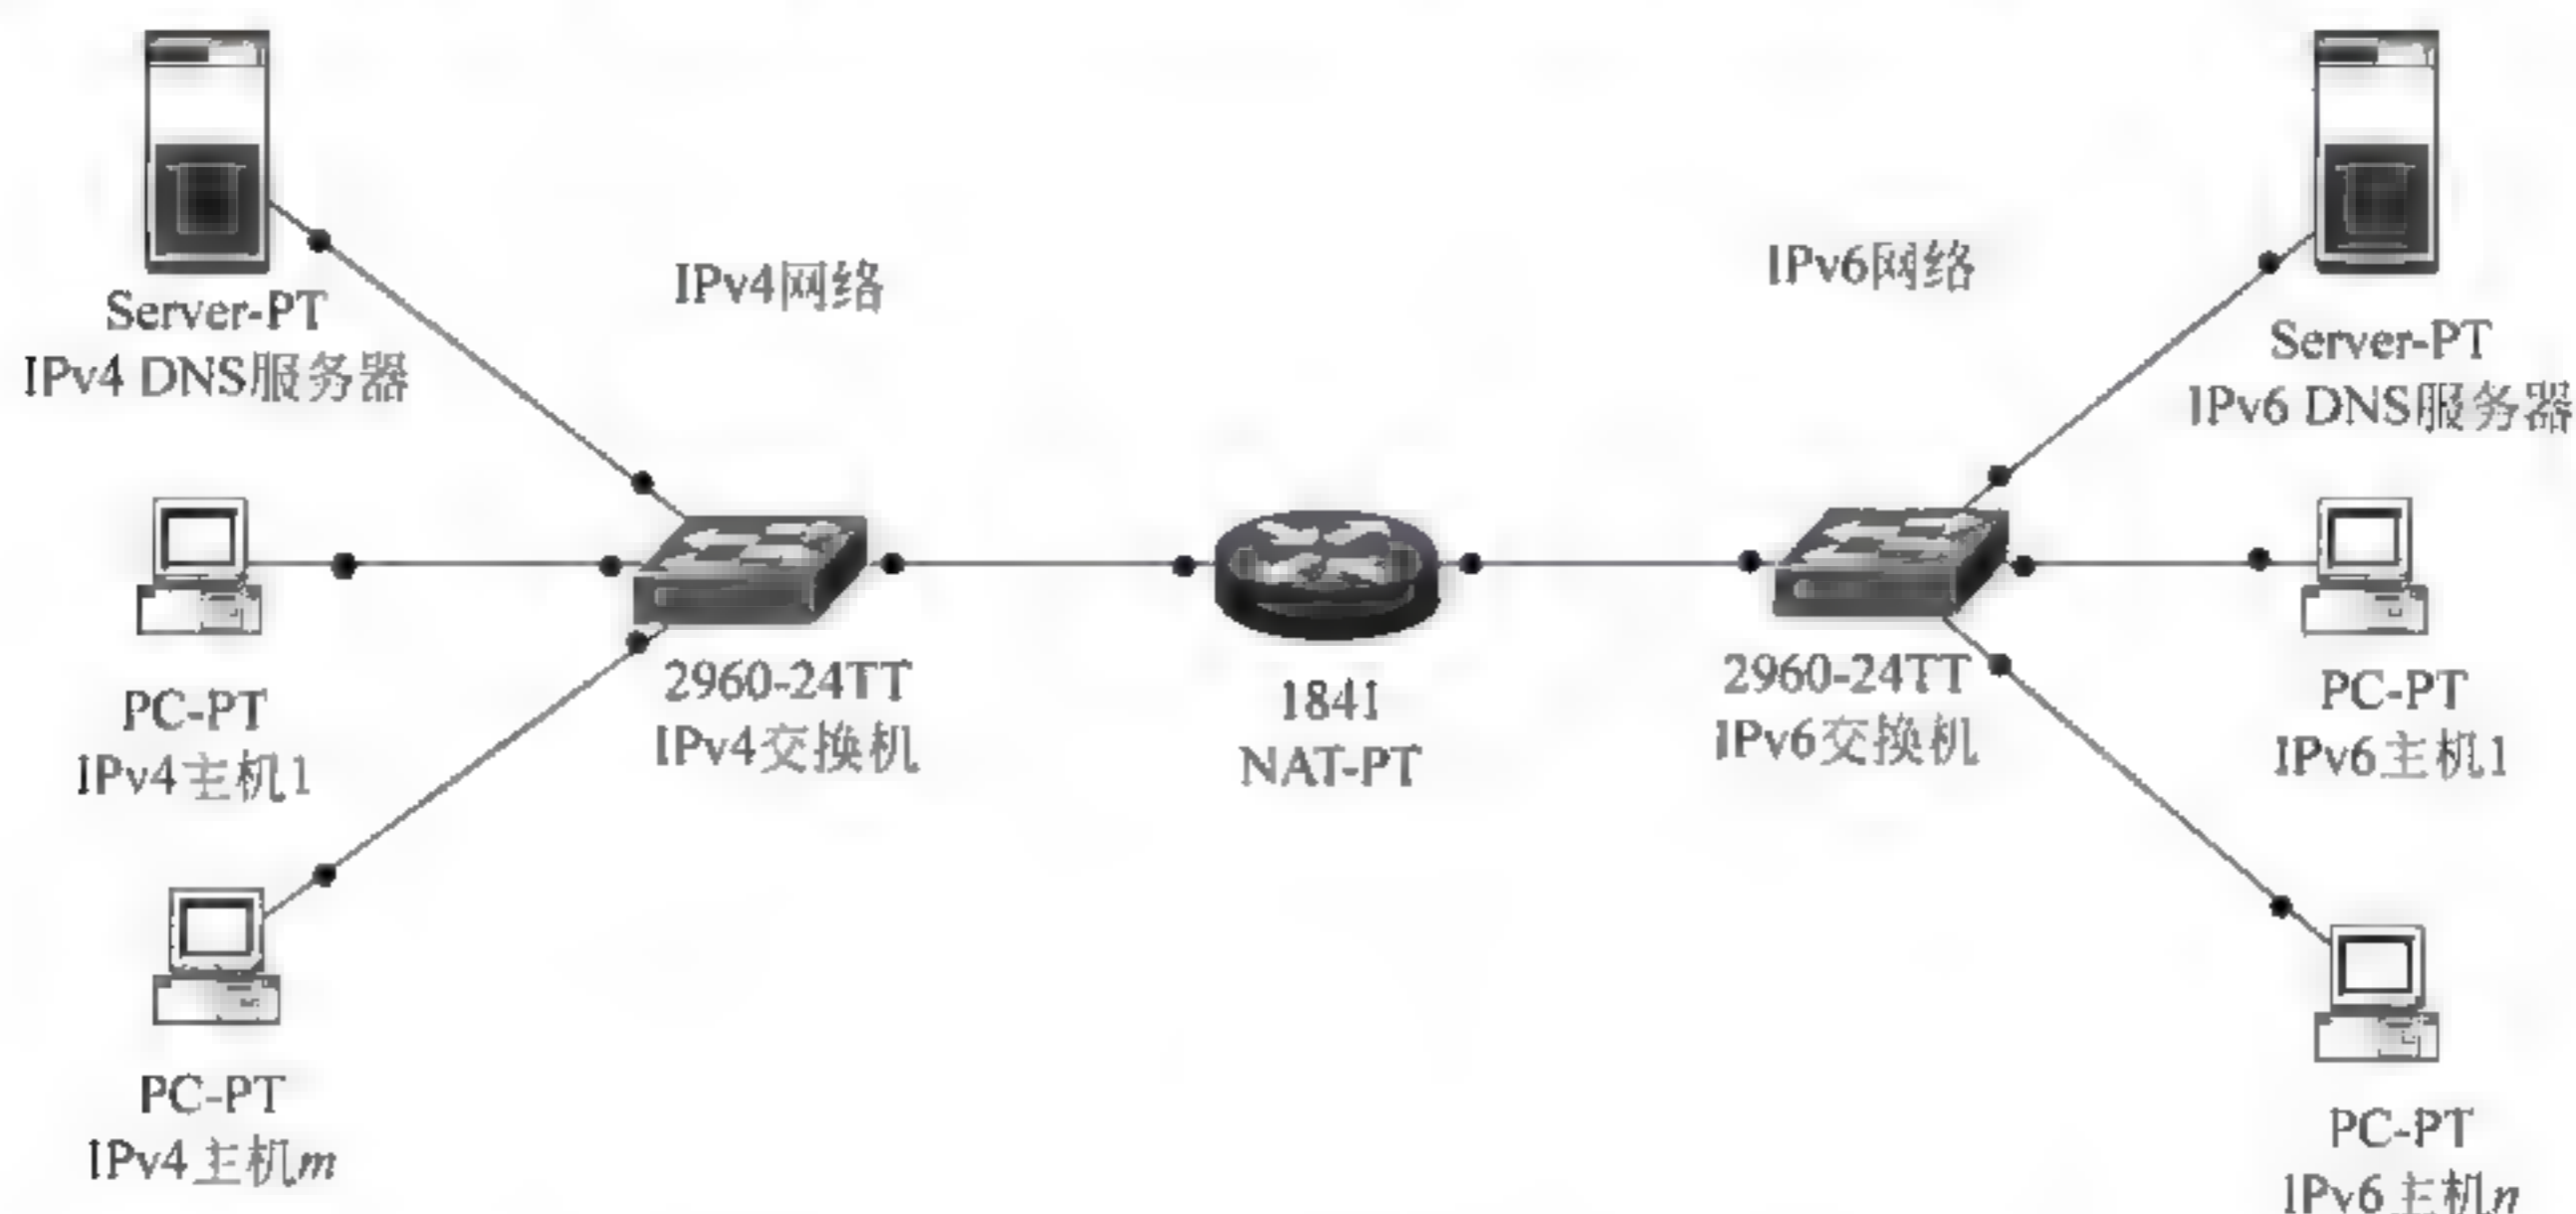 IPv4网络
IPv6网络
Server-PT
IPv4 DNS服务器
Server-PT
IPv6 DNS服务器
PC-PT
IPv4主机1
2960-24TT
IPv4交换机
1841
NAT-PT
2960-24TT
IPv6交换机
PC-PT
IPv6主机1
PC-PT
IPv4主机m
PC-PT
IPv6主机n